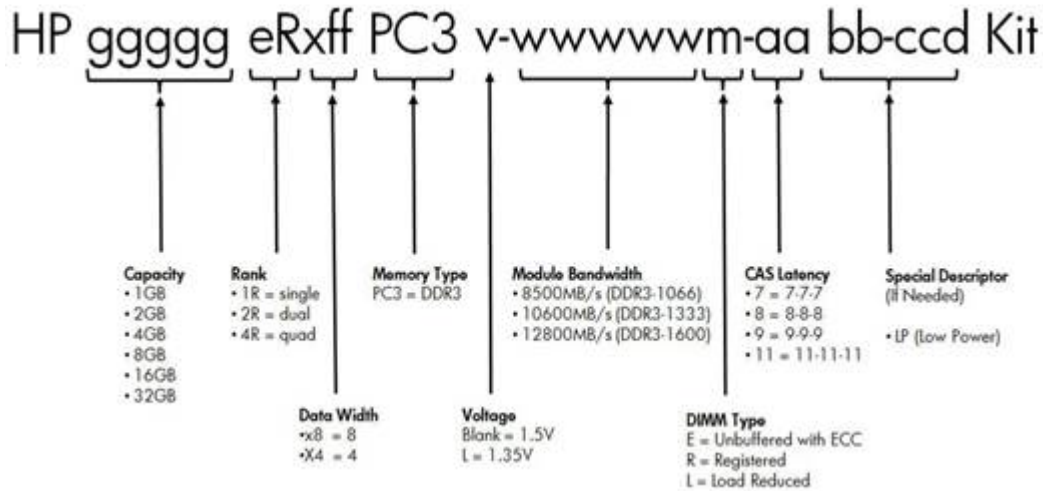 HP ggggg eRxff PC3 v-wwwwwm-aa bb-ccd Kit
Capacity
• 1GB
• 2GB
• 4GB
• 8GB
• 16GB
• 32GB
Rank
• 1R = single
• 2R = dual
• 4R = quad
Memory Type
PC3 = DDR3
Module Bandwidth
• 8500MB/s (DDR3-1066)
• 10600MB/s (DDR3-1333)
• 12800MB/s (DDR3-1600)
CAS Latency
• 7 = 7-7-7
• 8 = 8-8-8
• 9 = 9-9-9
• 11 = 11-11-11
Special Descriptor
(If Needed)
• LP (Low Power)
Data Width
•x8 = 8
•X4 = 4
Voltage
Blank = 1.5V
L = 1.35V
DIMM Type
E = Unbuffered with ECC
R = Registered
L = Load Reduced